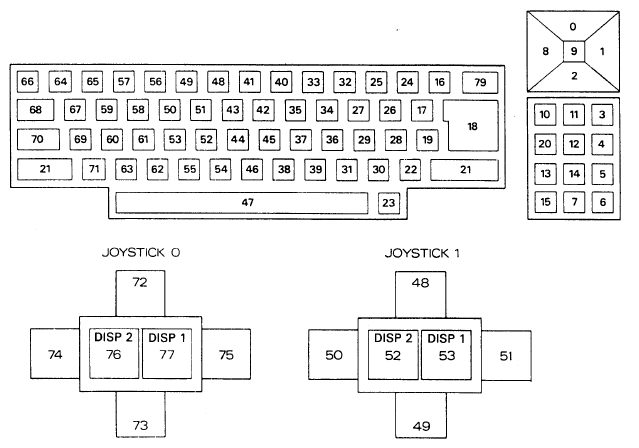 0
8 9 1
2
66 64 65 57 56 49 48 41 40 33 32 25 24 16 79
68 67 59 58 50 51 43 42 35 34 27 26 17
18
70 69 60 61 53 52 44 45 37 36 29 28 19
21 71 63 62 55 54 46 38 39 31 30 22 21
47 23
10 11 3
20 12 4
13 14 5
15 7 6
JOYSTICK 0
72
DISP 2 DISP 1
74 76 77 75
73
JOYSTICK 1
48
DISP 2 DISP 1
50 52 53 51
49